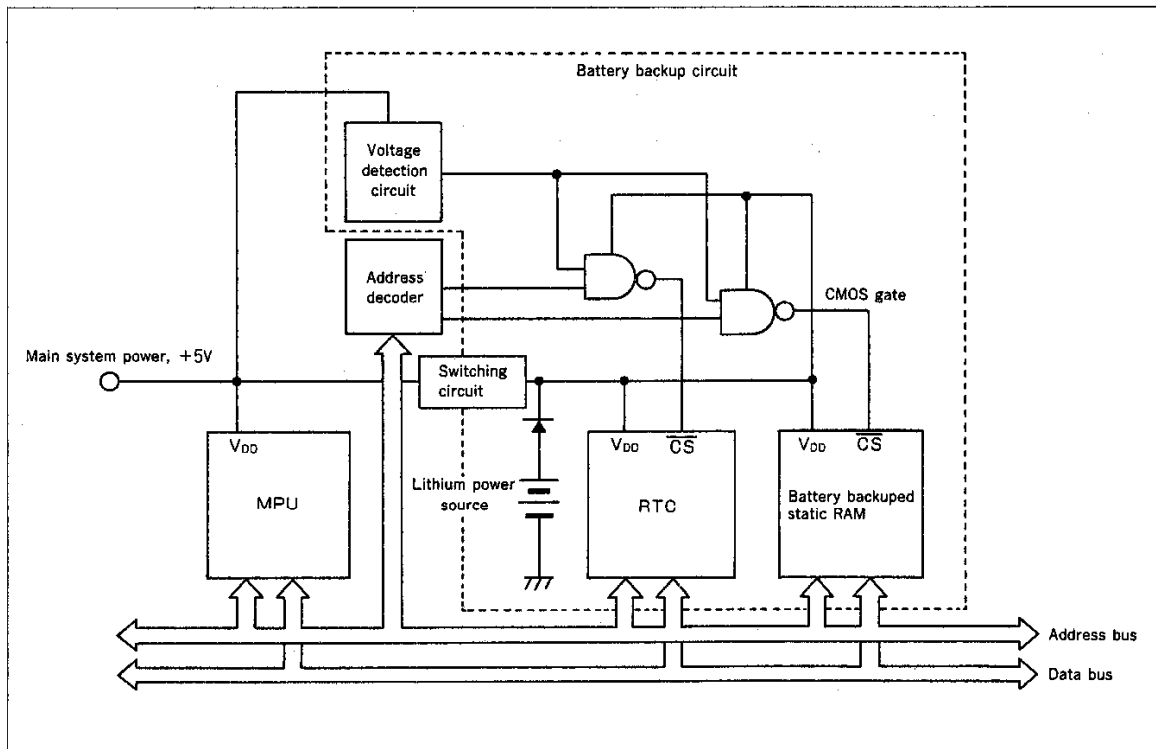 Battery backup circuit
Voltage
detection
circuit
Address
decoder
CMOS gate
Main system power, +5V
Switching
circuit
VDD
MPU
Lithium power
source
VDD
CS
RTC
VDD
CS
Battery backuped
static RAM
Address bus
Data bus